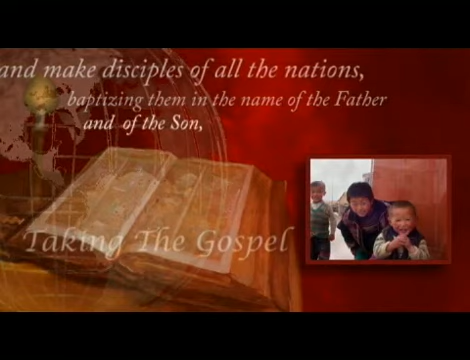 and make disciples of all the nations,
baptizing them in the name of the Father
and of the Son,
Taking The Gospel